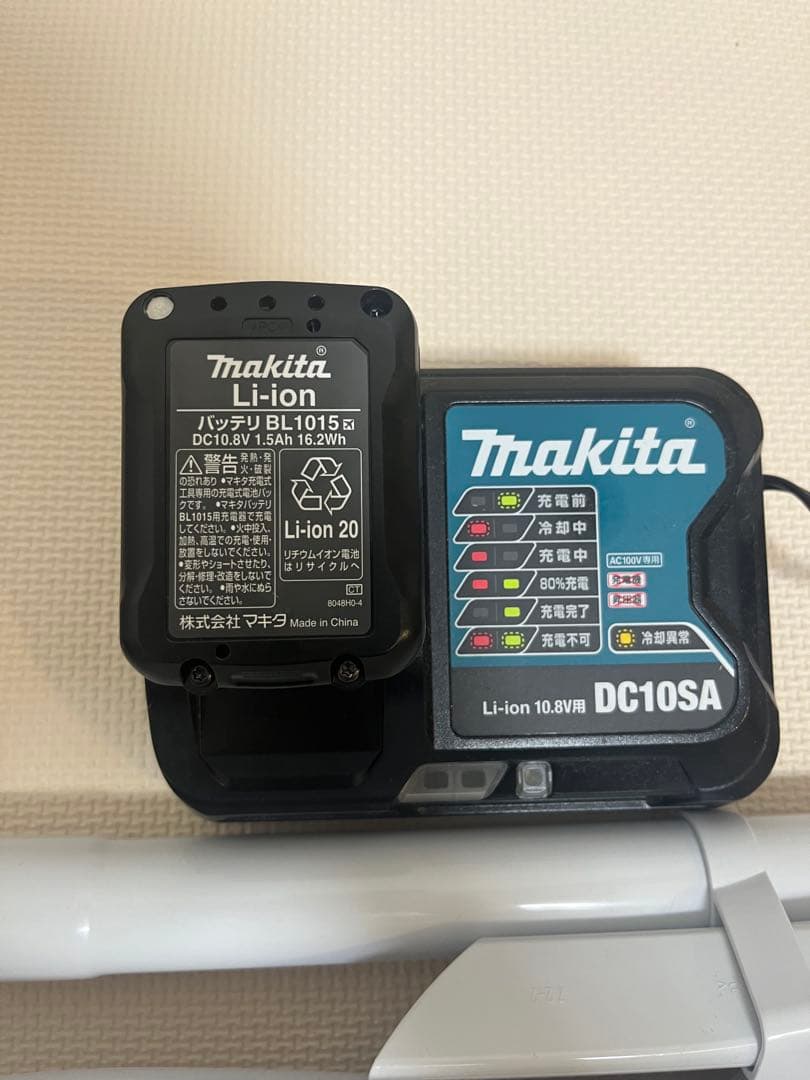 makita®
Li-ion
バッテリ BL1015
DC10.8V 1.5Ah 16.2Wh
警告 発熱・発
火・破裂
の恐れあり ●マキタ充電式
工具専用の充電式電池パッ
クです。●マキタバッテリ
BL1015用充電器で充電
してください。●火中投入、
加熱、高温での充電・使用・
放置をしないでください。
●変形やショートさせたり、
分解・修理・改造をしないで
ください。●雨や水にぬら
さないでください。
Li-ion 20
リチウムイオン電池
はリサイクルへ
CT
8048H0-4
株式会社 マキタ Made in China
makita®
充電前
冷却中
充電中
80%充電
充電完了
充電不可
AC100V専用
発電機
昇圧器
冷却異常
Li-ion 10.8V用 DC10SA